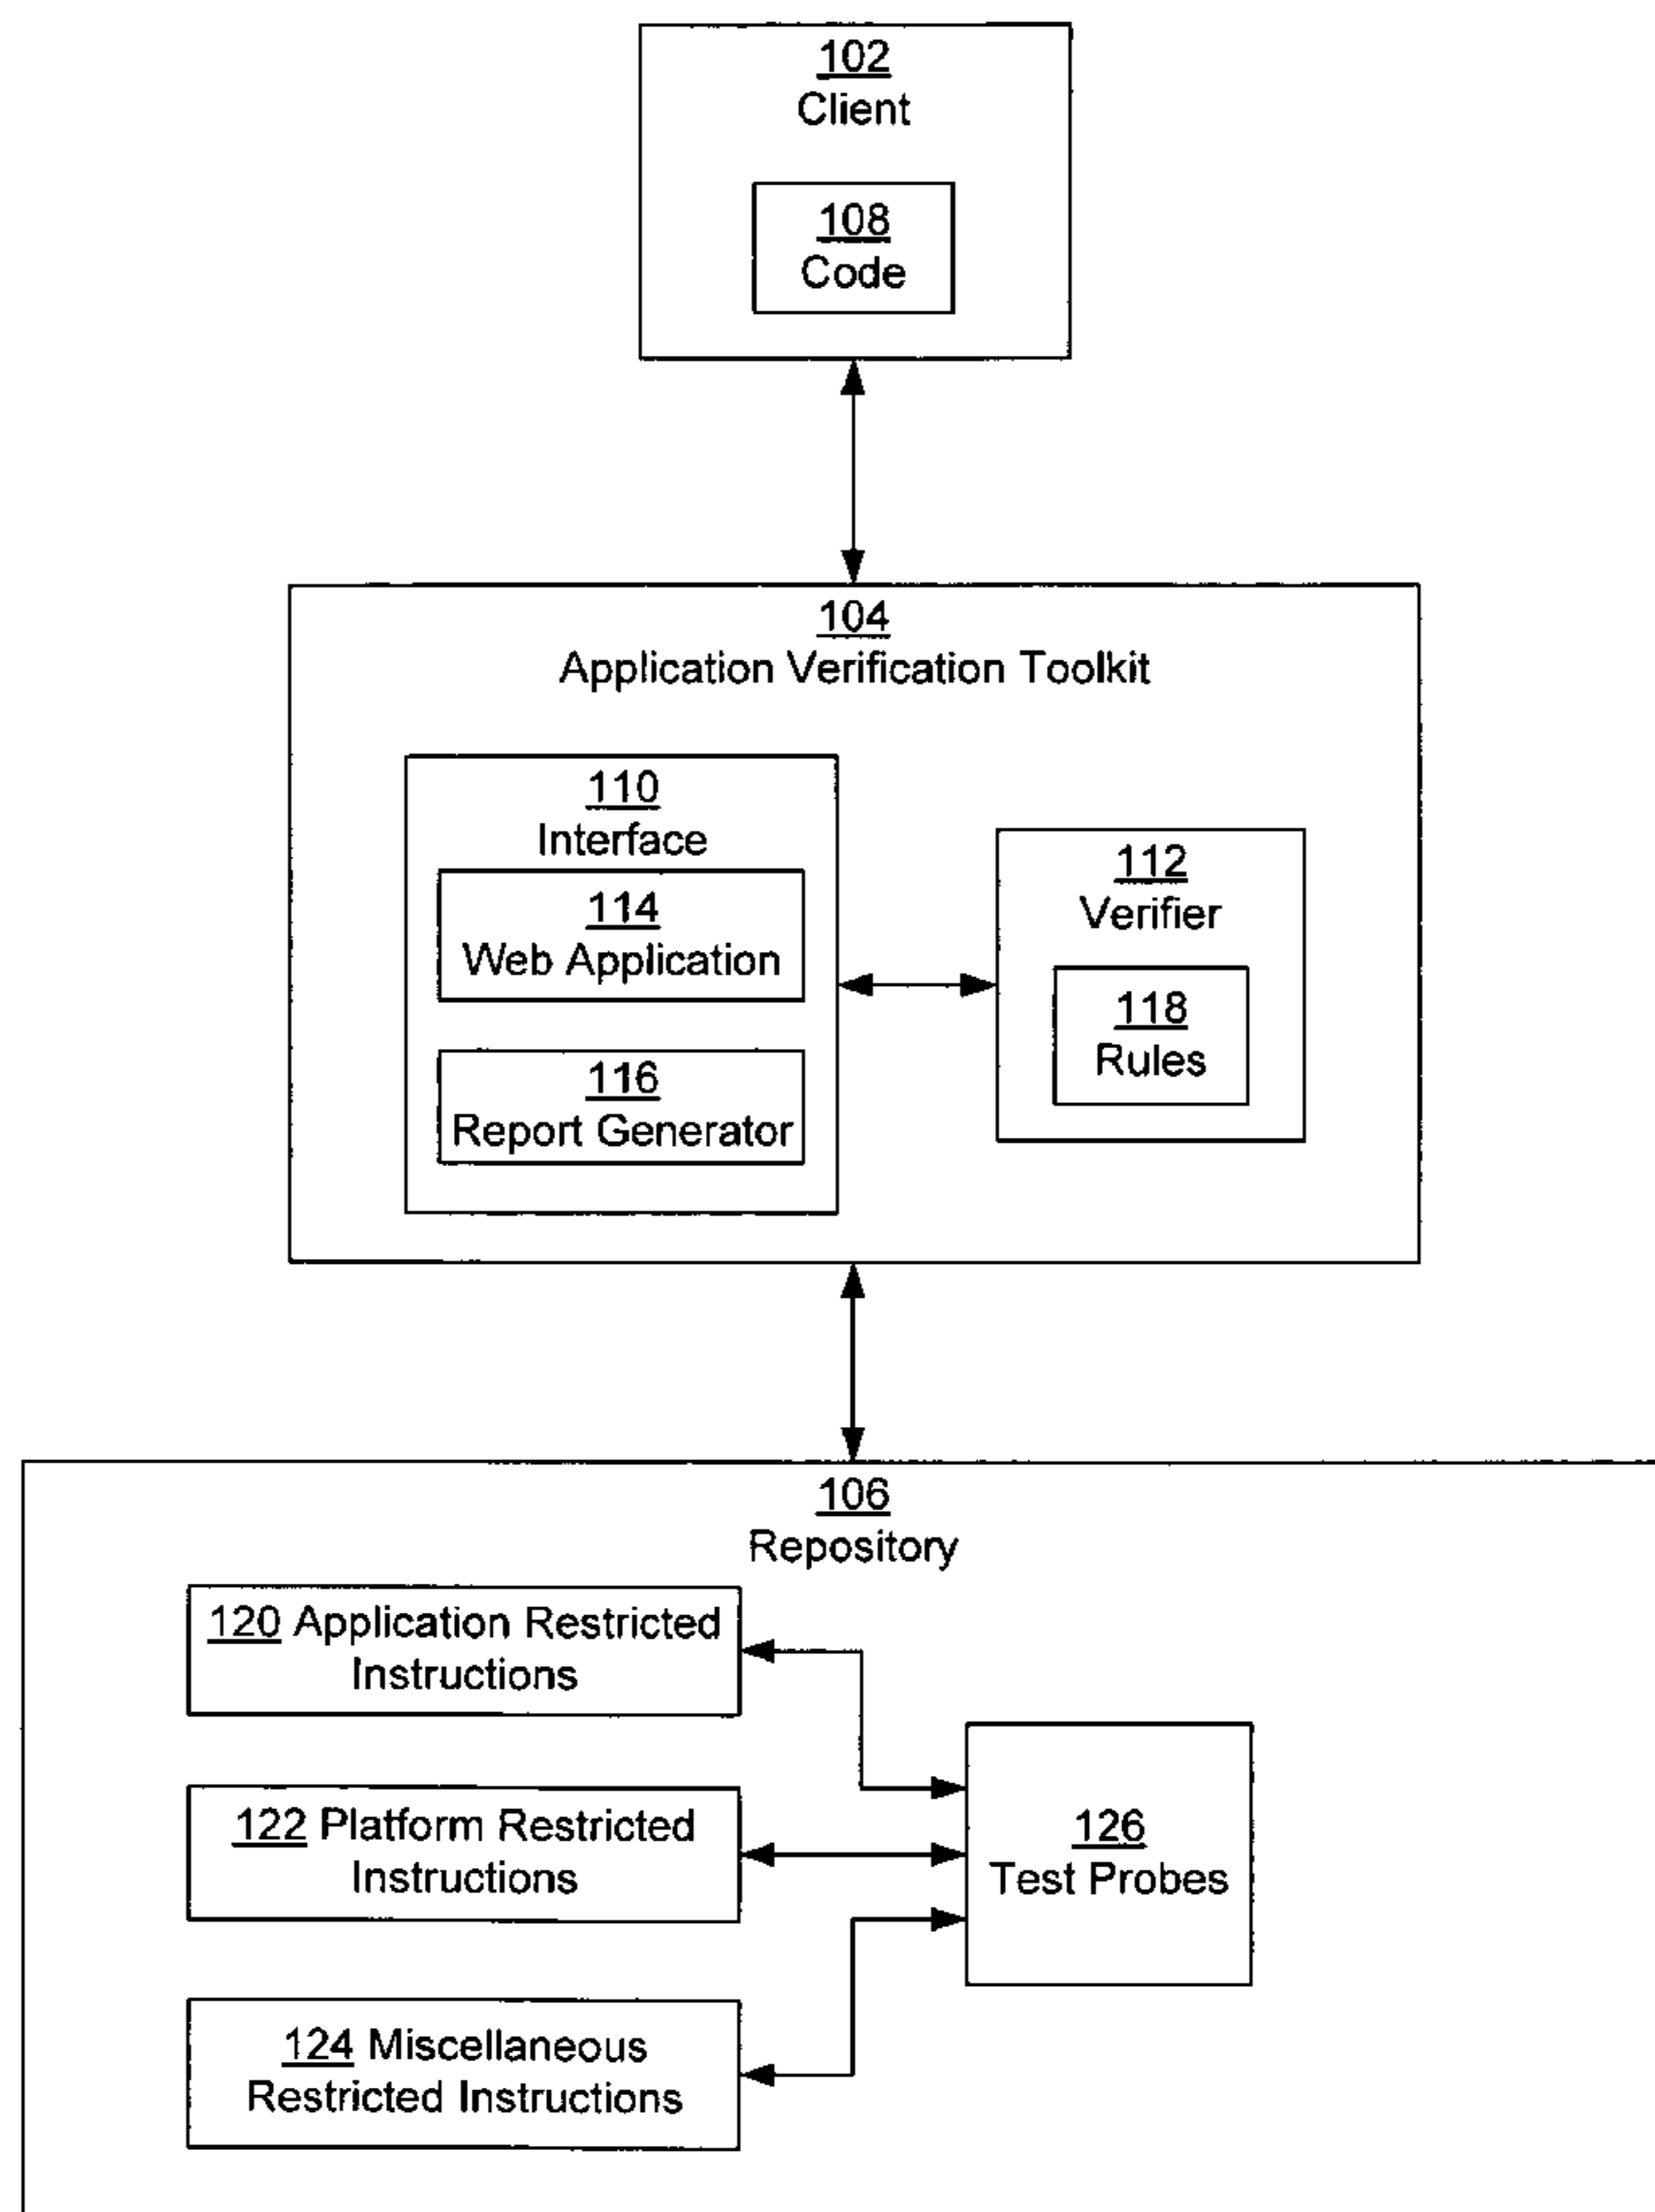 102
Client
108
Code
104
Application Verification Toolkit
110
Interface
114
Web Application
116
Report Generator
112
Verifier
118
Rules
106
Repository
120 Application Restricted
Instructions
122 Platform Restricted
Instructions
124 Miscellaneous
Restricted Instructions
126
Test Probes